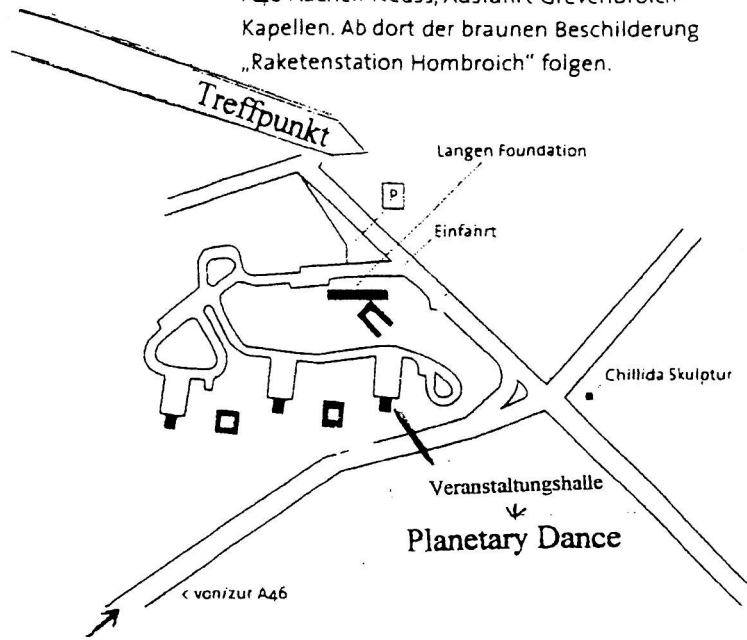 Kapellen. Ab dort der braunen Beschilderung
„Raketenstation Hombroich“ folgen.
Treffpunkt
Langen Foundation
P
Einfahrt
Chillida Skulptur
Veranstaltungshalle
Planetary Dance
< von/zur A46